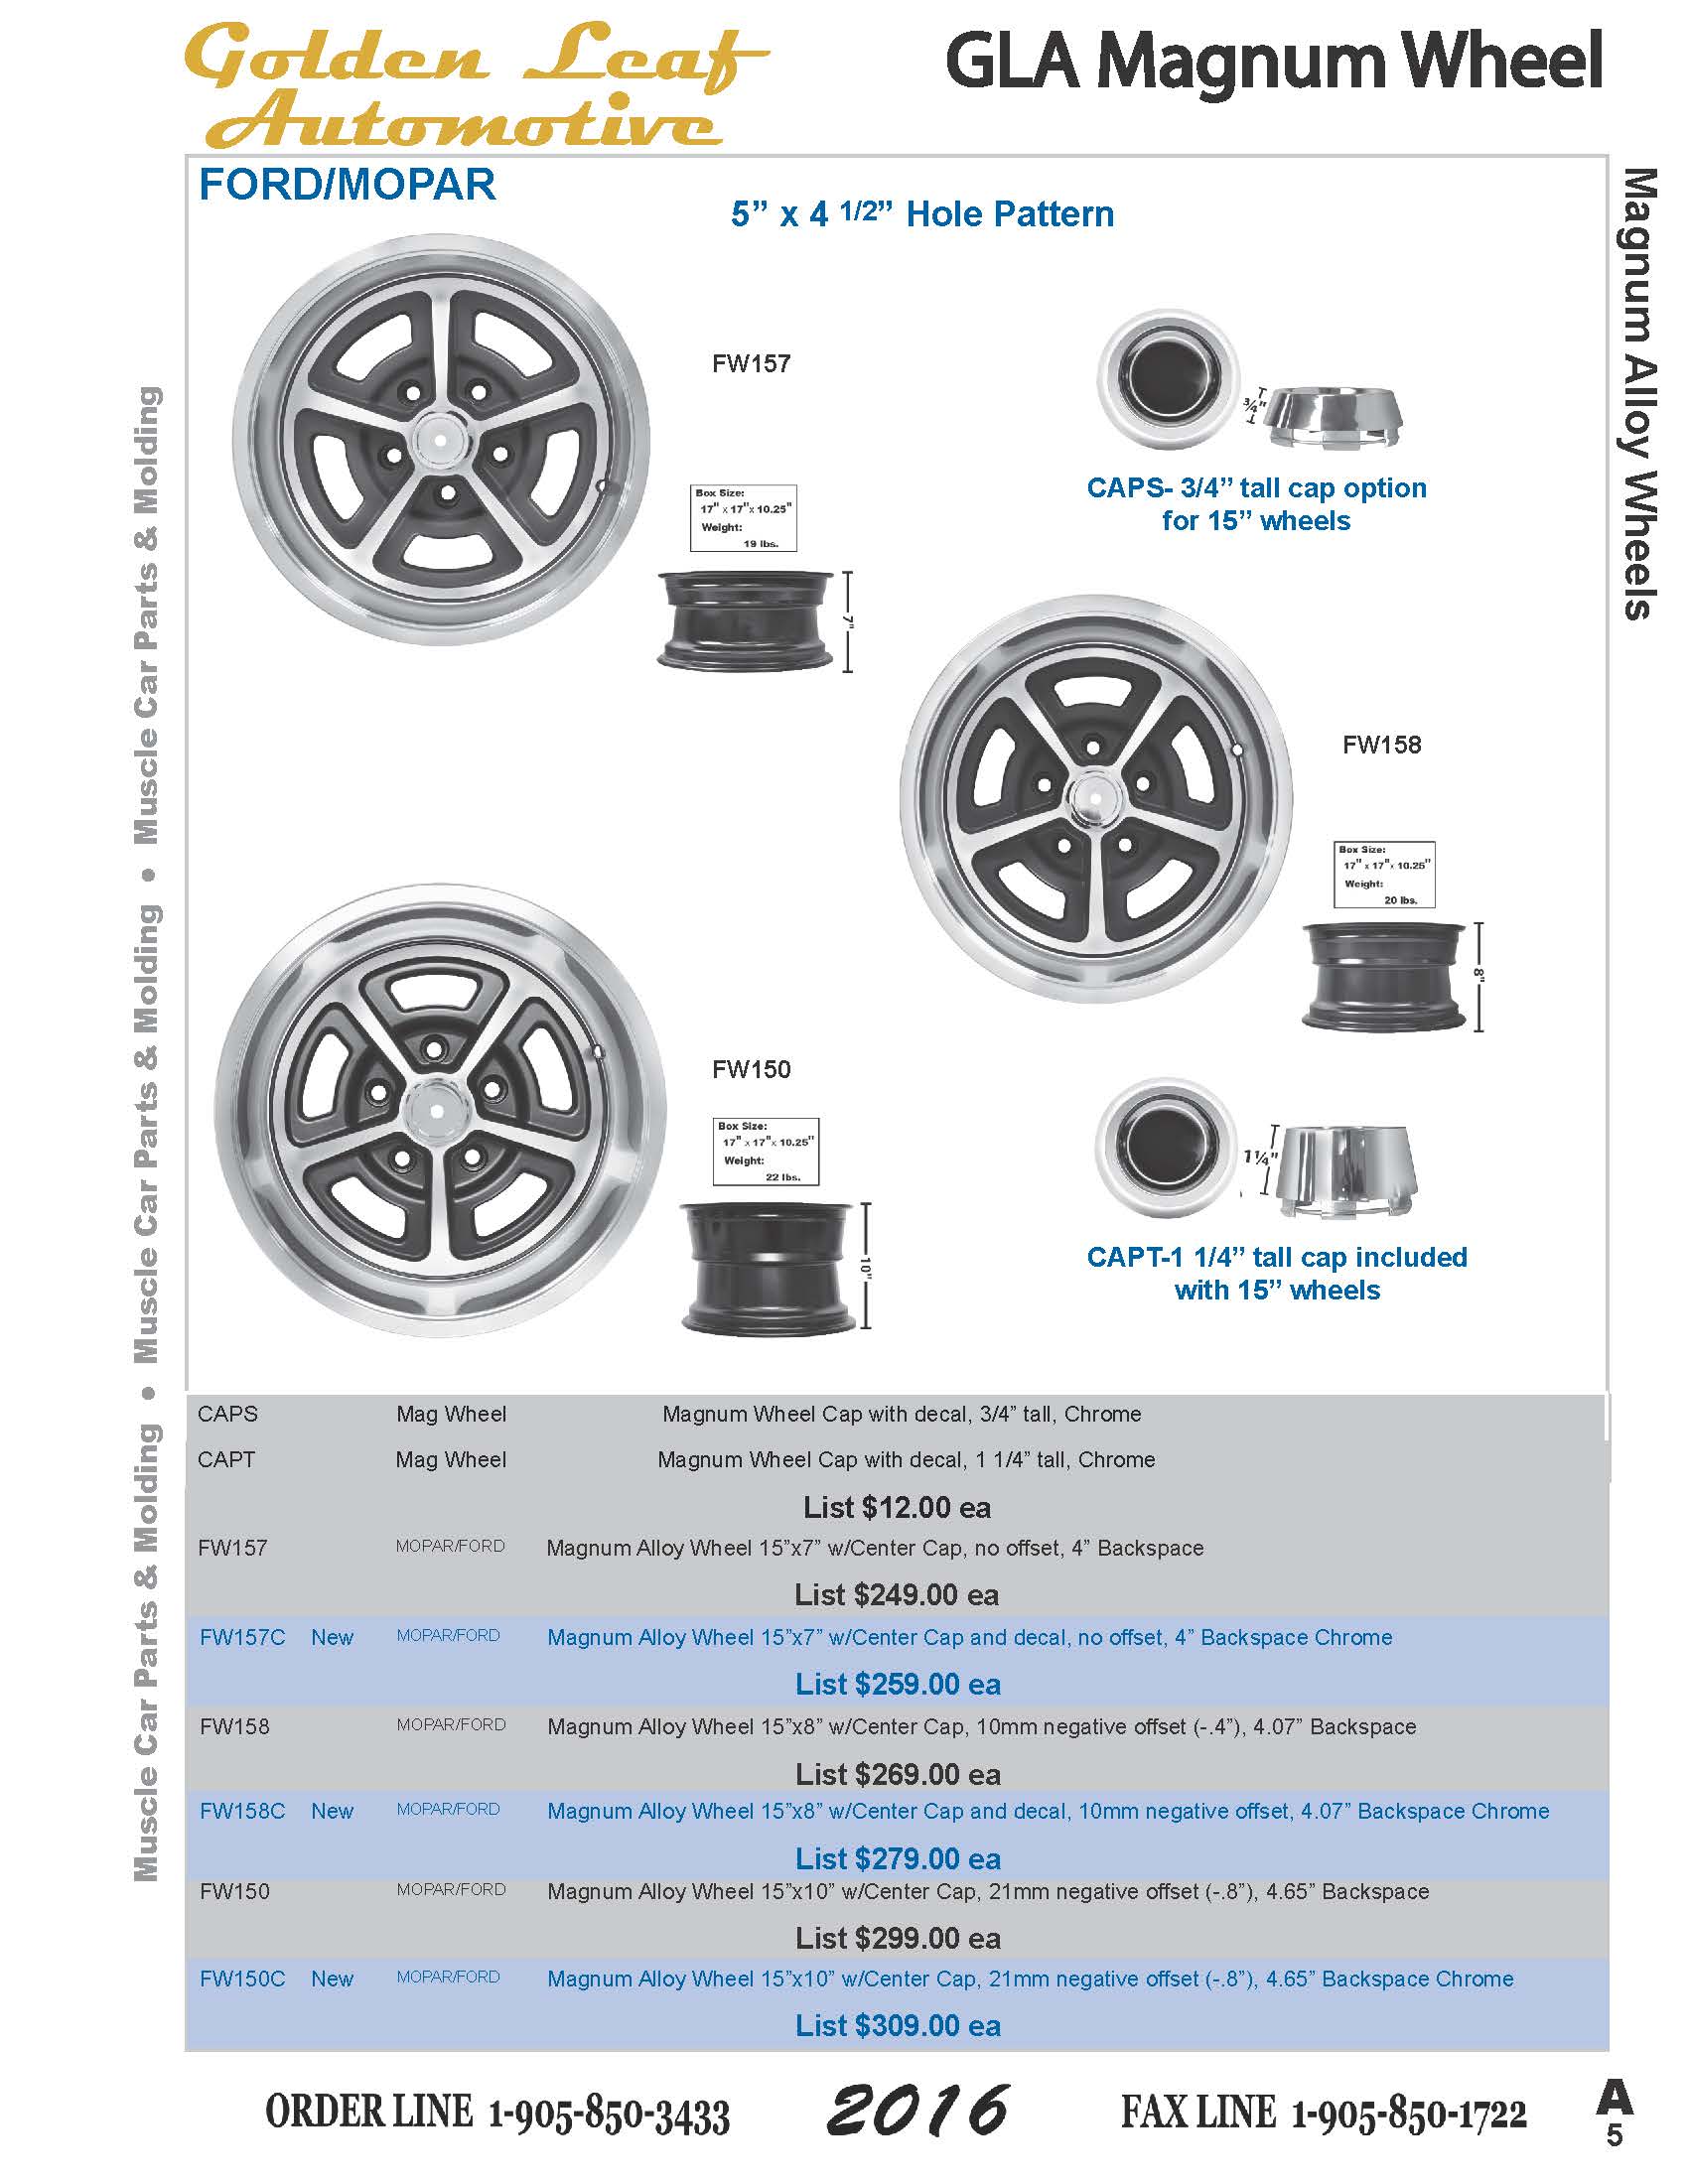 Golden Leaf
Automotive
GLA Magnum Wheel
FORD/MOPAR
5” x 4 1/2” Hole Pattern
FW157
Box Size:
17" x 17"x 10.25"
Weight:
19 lbs.
7"
3/4"
CAPS- 3/4” tall cap option
for 15” wheels
FW158
Box Size:
17" x 17"x 10.25"
Weight:
20 lbs.
8"
FW150
Box Size:
17" x 17"x 10.25"
Weight:
22 lbs.
10"
1 1/4"
CAPT-1 1/4” tall cap included
with 15” wheels
CAPS Mag Wheel Magnum Wheel Cap with decal, 3/4” tall, Chrome
CAPT Mag Wheel Magnum Wheel Cap with decal, 1 1/4” tall, Chrome
List $12.00 ea
FW157 MOPAR/FORD Magnum Alloy Wheel 15”x7” w/Center Cap, no offset, 4” Backspace
List $249.00 ea
FW157C New MOPAR/FORD Magnum Alloy Wheel 15”x7” w/Center Cap and decal, no offset, 4” Backspace Chrome
List $259.00 ea
FW158 MOPAR/FORD Magnum Alloy Wheel 15”x8” w/Center Cap, 10mm negative offset (-.4”), 4.07” Backspace
List $269.00 ea
FW158C New MOPAR/FORD Magnum Alloy Wheel 15”x8” w/Center Cap and decal, 10mm negative offset, 4.07” Backspace Chrome
List $279.00 ea
FW150 MOPAR/FORD Magnum Alloy Wheel 15”x10” w/Center Cap, 21mm negative offset (-.8”), 4.65” Backspace
List $299.00 ea
FW150C New MOPAR/FORD Magnum Alloy Wheel 15”x10” w/Center Cap, 21mm negative offset (-.8”), 4.65” Backspace Chrome
List $309.00 ea
Muscle Car Parts & Molding • Muscle Car Parts & Molding • Muscle Car Parts & Molding
Magnum Alloy Wheels
ORDER LINE 1-905-850-3433
2016
FAX LINE 1-905-850-1722
A
5